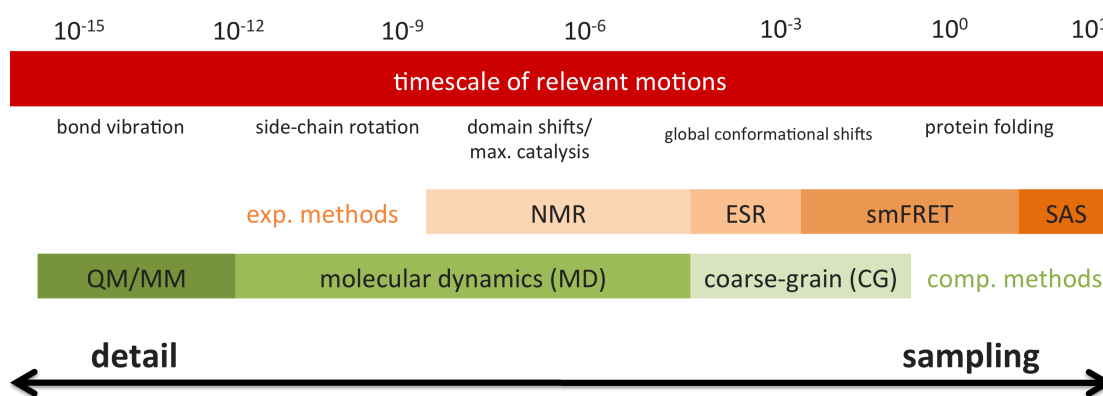 10⁻¹⁵ 10⁻¹² 10⁻⁹ 10⁻⁶ 10⁻³ 10⁰
timescale of relevant motions
bond vibration side-chain rotation domain shifts/ global conformational shifts protein folding
max. catalysis
exp. methods NMR ESR smFRET SAS
QM/MM molecular dynamics (MD) coarse-grain (CG) comp. methods
detail sampling